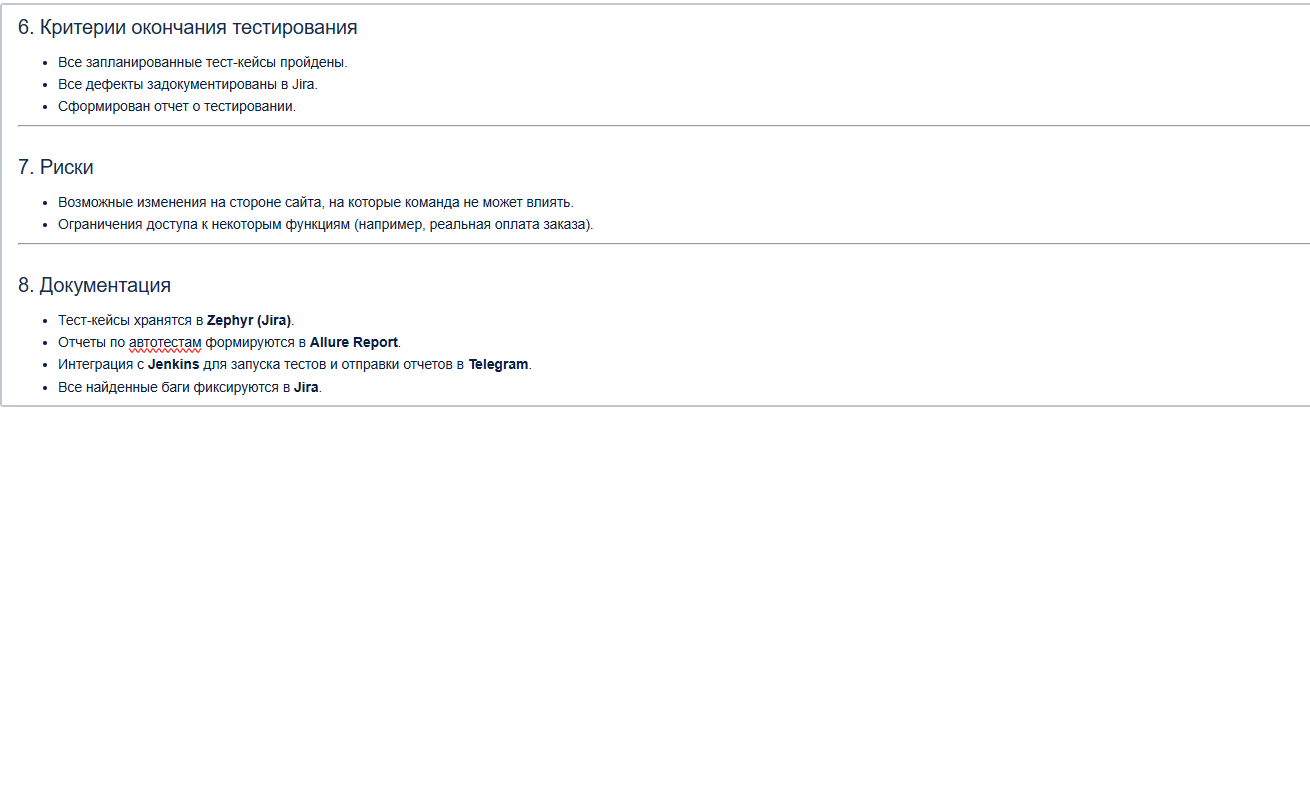 6. Критерии окончания тестирования
Все запланированные тест-кейсы пройдены.
Все дефекты задокументированы в Jira.
Сформирован отчет о тестировании.
7. Риски
Возможные изменения на стороне сайта, на которые команда не может влиять.
Ограничения доступа к некоторым функциям (например, реальная оплата заказа).
8. Документация
Тест-кейсы хранятся в Zephyr (Jira).
Отчеты по автотестам формируются в Allure Report.
Интеграция с Jenkins для запуска тестов и отправки отчетов в Telegram.
Все найденные баги фиксируются в Jira.